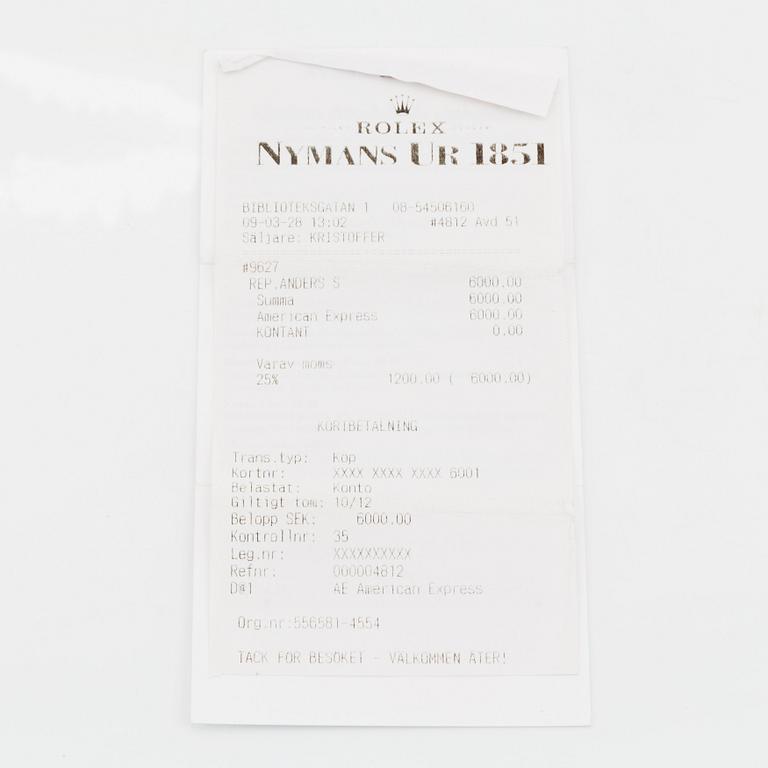 ROLEX
NYMANS UR 1851
BIBLIOTEKSGATAN 1 08-54506160
09-03-28 13:02 #4812 Avd 51
Säljare: KRISTOFFER
#9627
REP.ANDERS S 6000.00
Summa 6000.00
American Express 6000.00
KONTANT 0.00
Varav moms
25% 1200.00 ( 6000.00)
KORTBETALNING
Trans.typ: Köp
Kortnr: XXXX XXXX XXXX 6001
Belastat: Konto
Giltigt tom: 10/12
Belopp SEK: 6000.00
Kontrollnr: 35
Leg.nr: XXXXXXXXXX
Refnr: 000004812
D@1 AE American Express
Org.nr:556581-4554
TACK FÖR BESÖKET - VÄLKOMMEN ÅTER!